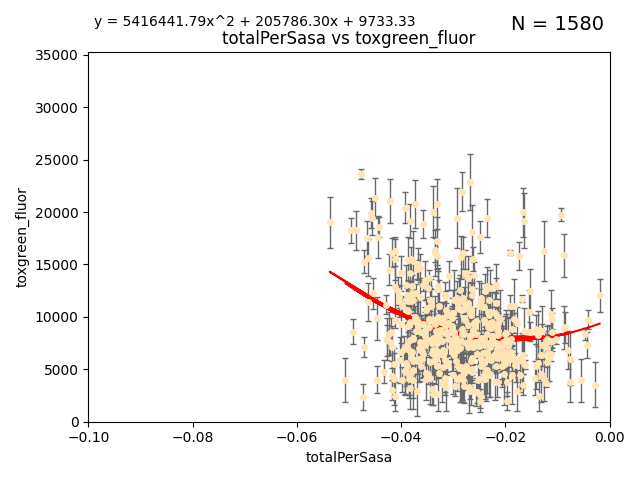 y = 5416441.79x^2 + 205786.30x + 9733.33
N = 1580
totalPerSasa vs toxgreen_fluor
35000
30000
25000
20000
15000
10000
5000
0
toxgreen_fluor
−0.10
−0.08
−0.06
−0.04
−0.02
0.00
totalPerSasa